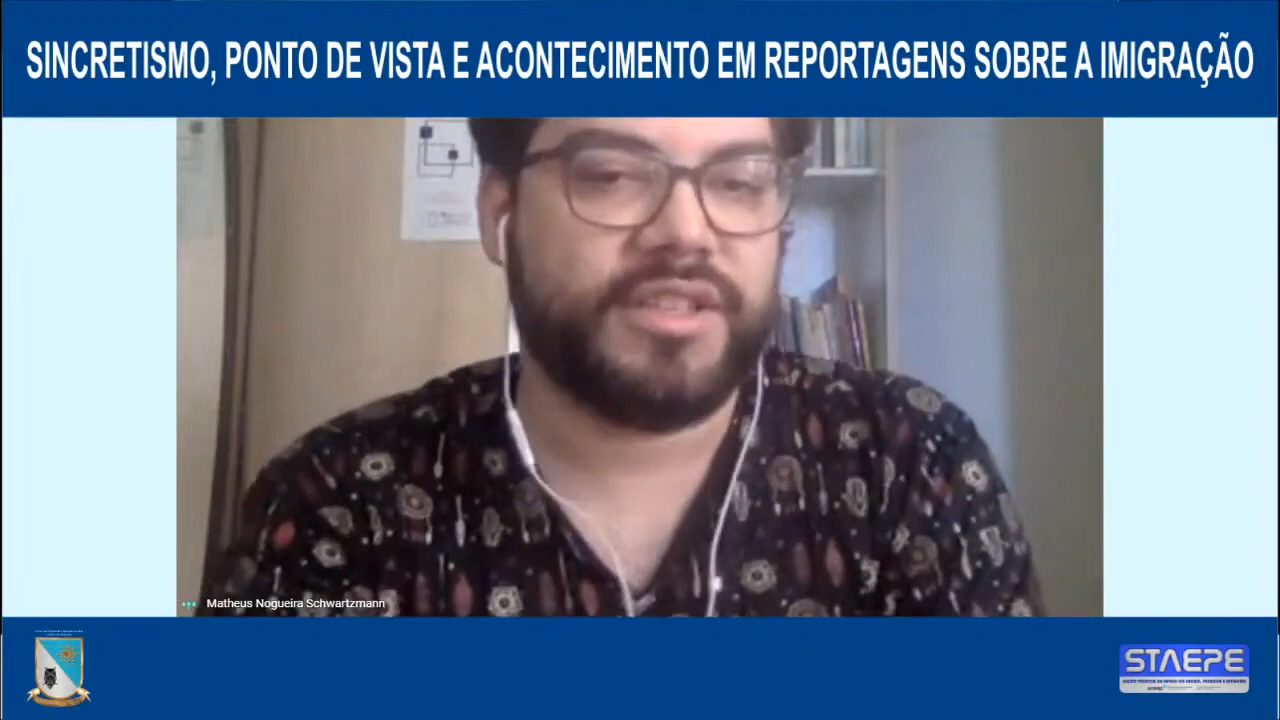 SINCRETISMO, PONTO DE VISTA E ACONTECIMENTO EM REPORTAGENS SOBRE A IMIGRAÇÃO
Matheus Nogueira Schwartzmann
STAEPE